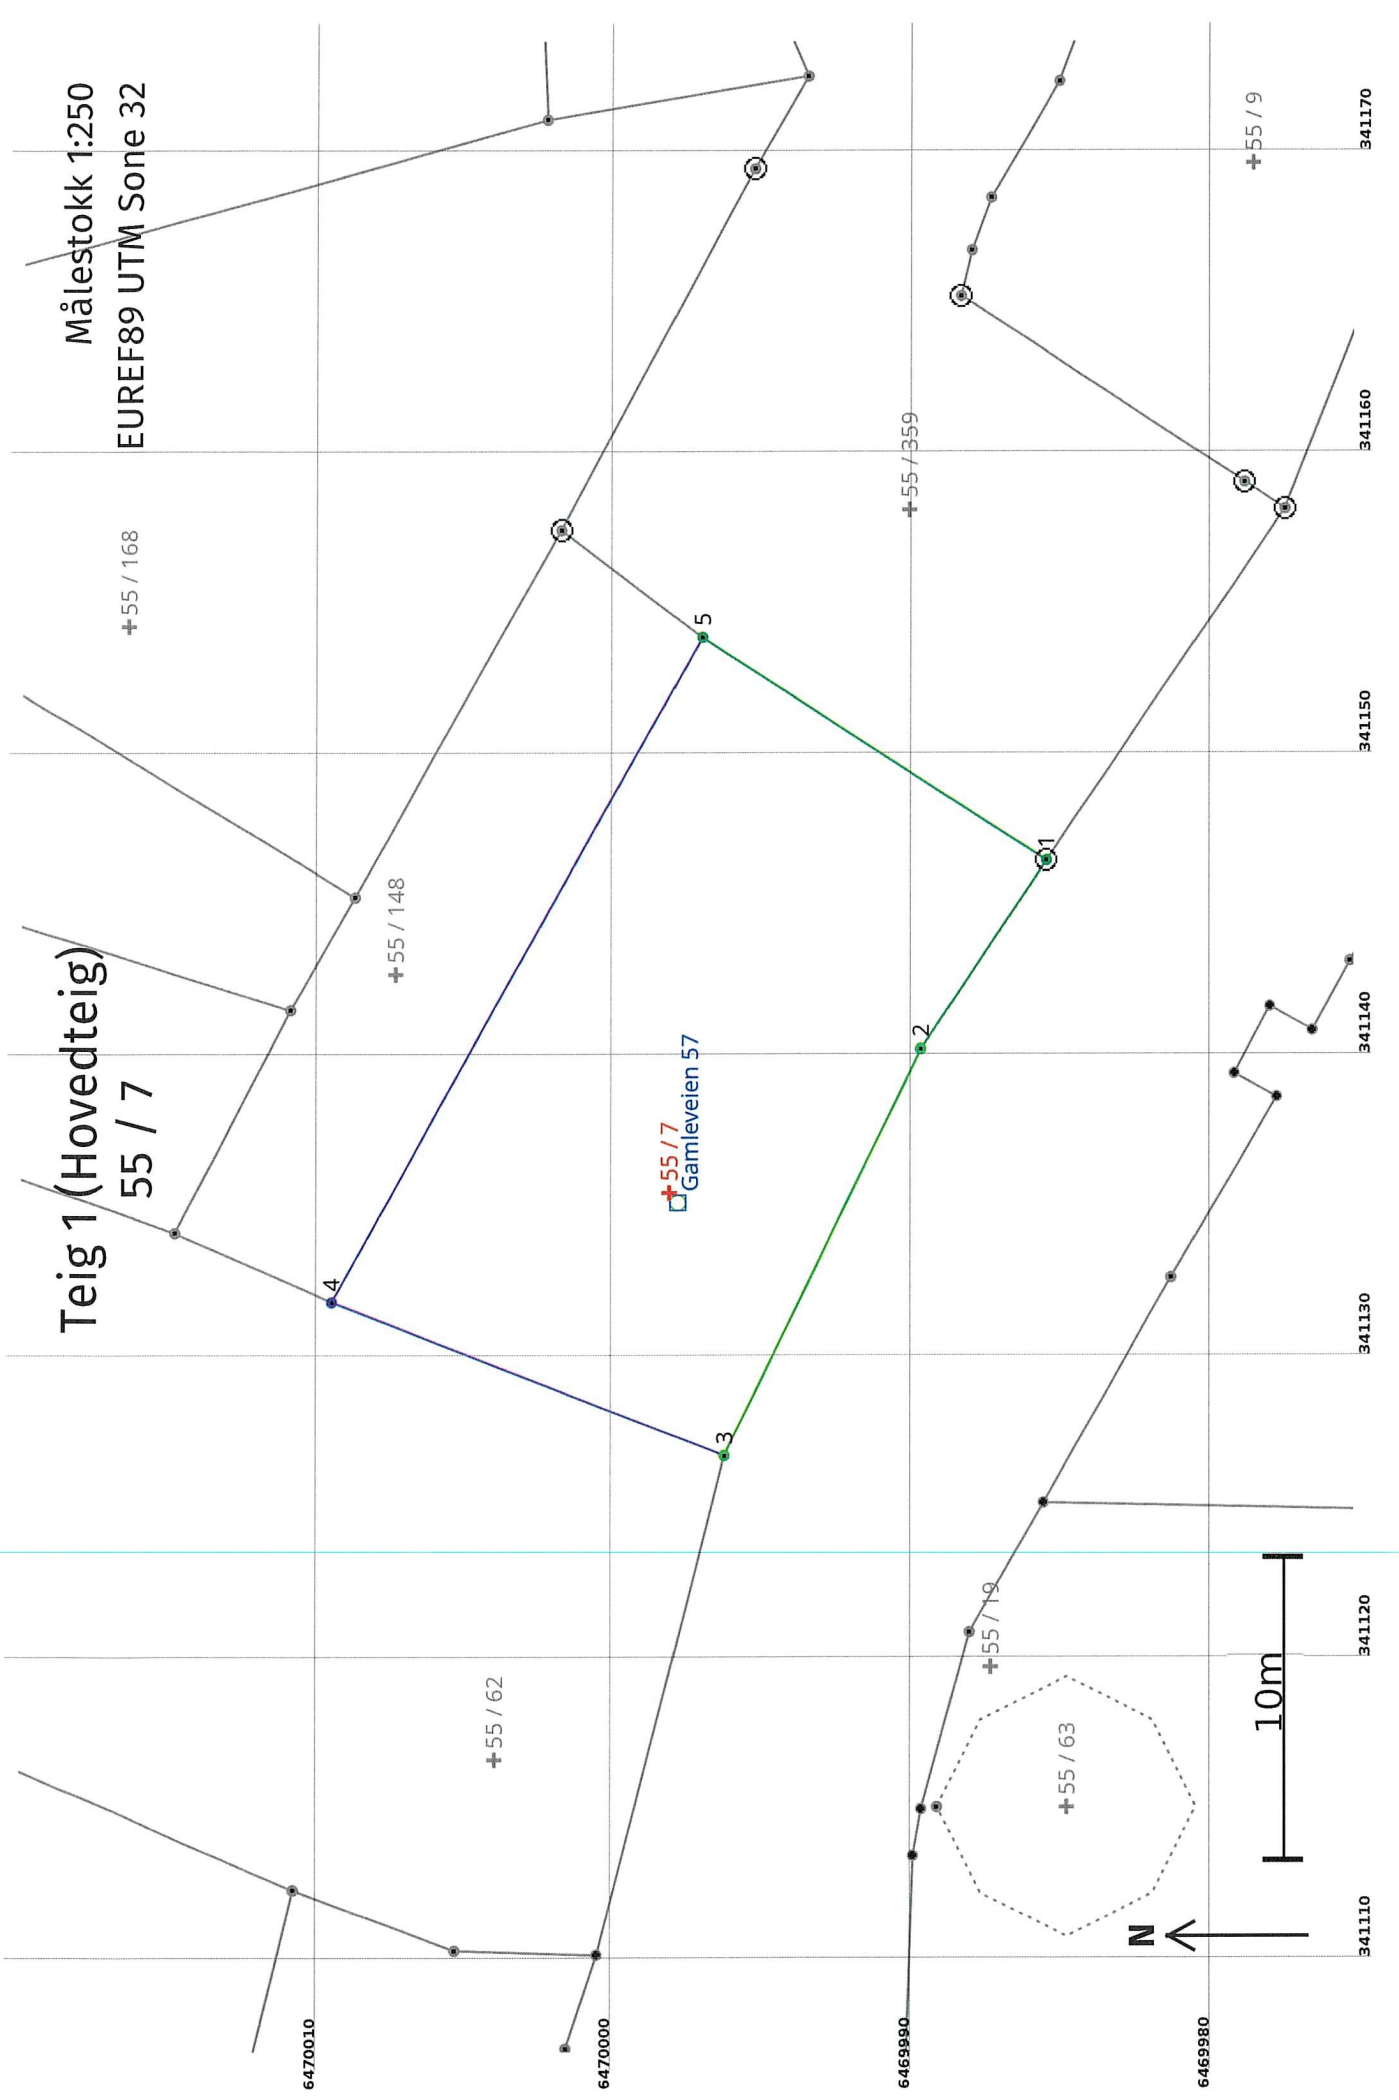 Teig 1 (Hovedteig)
55 / 7
Målestokk 1:250
EUREF89 UTM Sone 32
+55 / 168
+55 / 148
+55 / 7
Gamleveien 57
+55 / 359
+55 / 9
+55 / 62
+55 / 19
+55 / 63
4
5
3
2
1
N
10m
6470010
6470000
6469990
6469980
341110
341120
341130
341140
341150
341160
341170